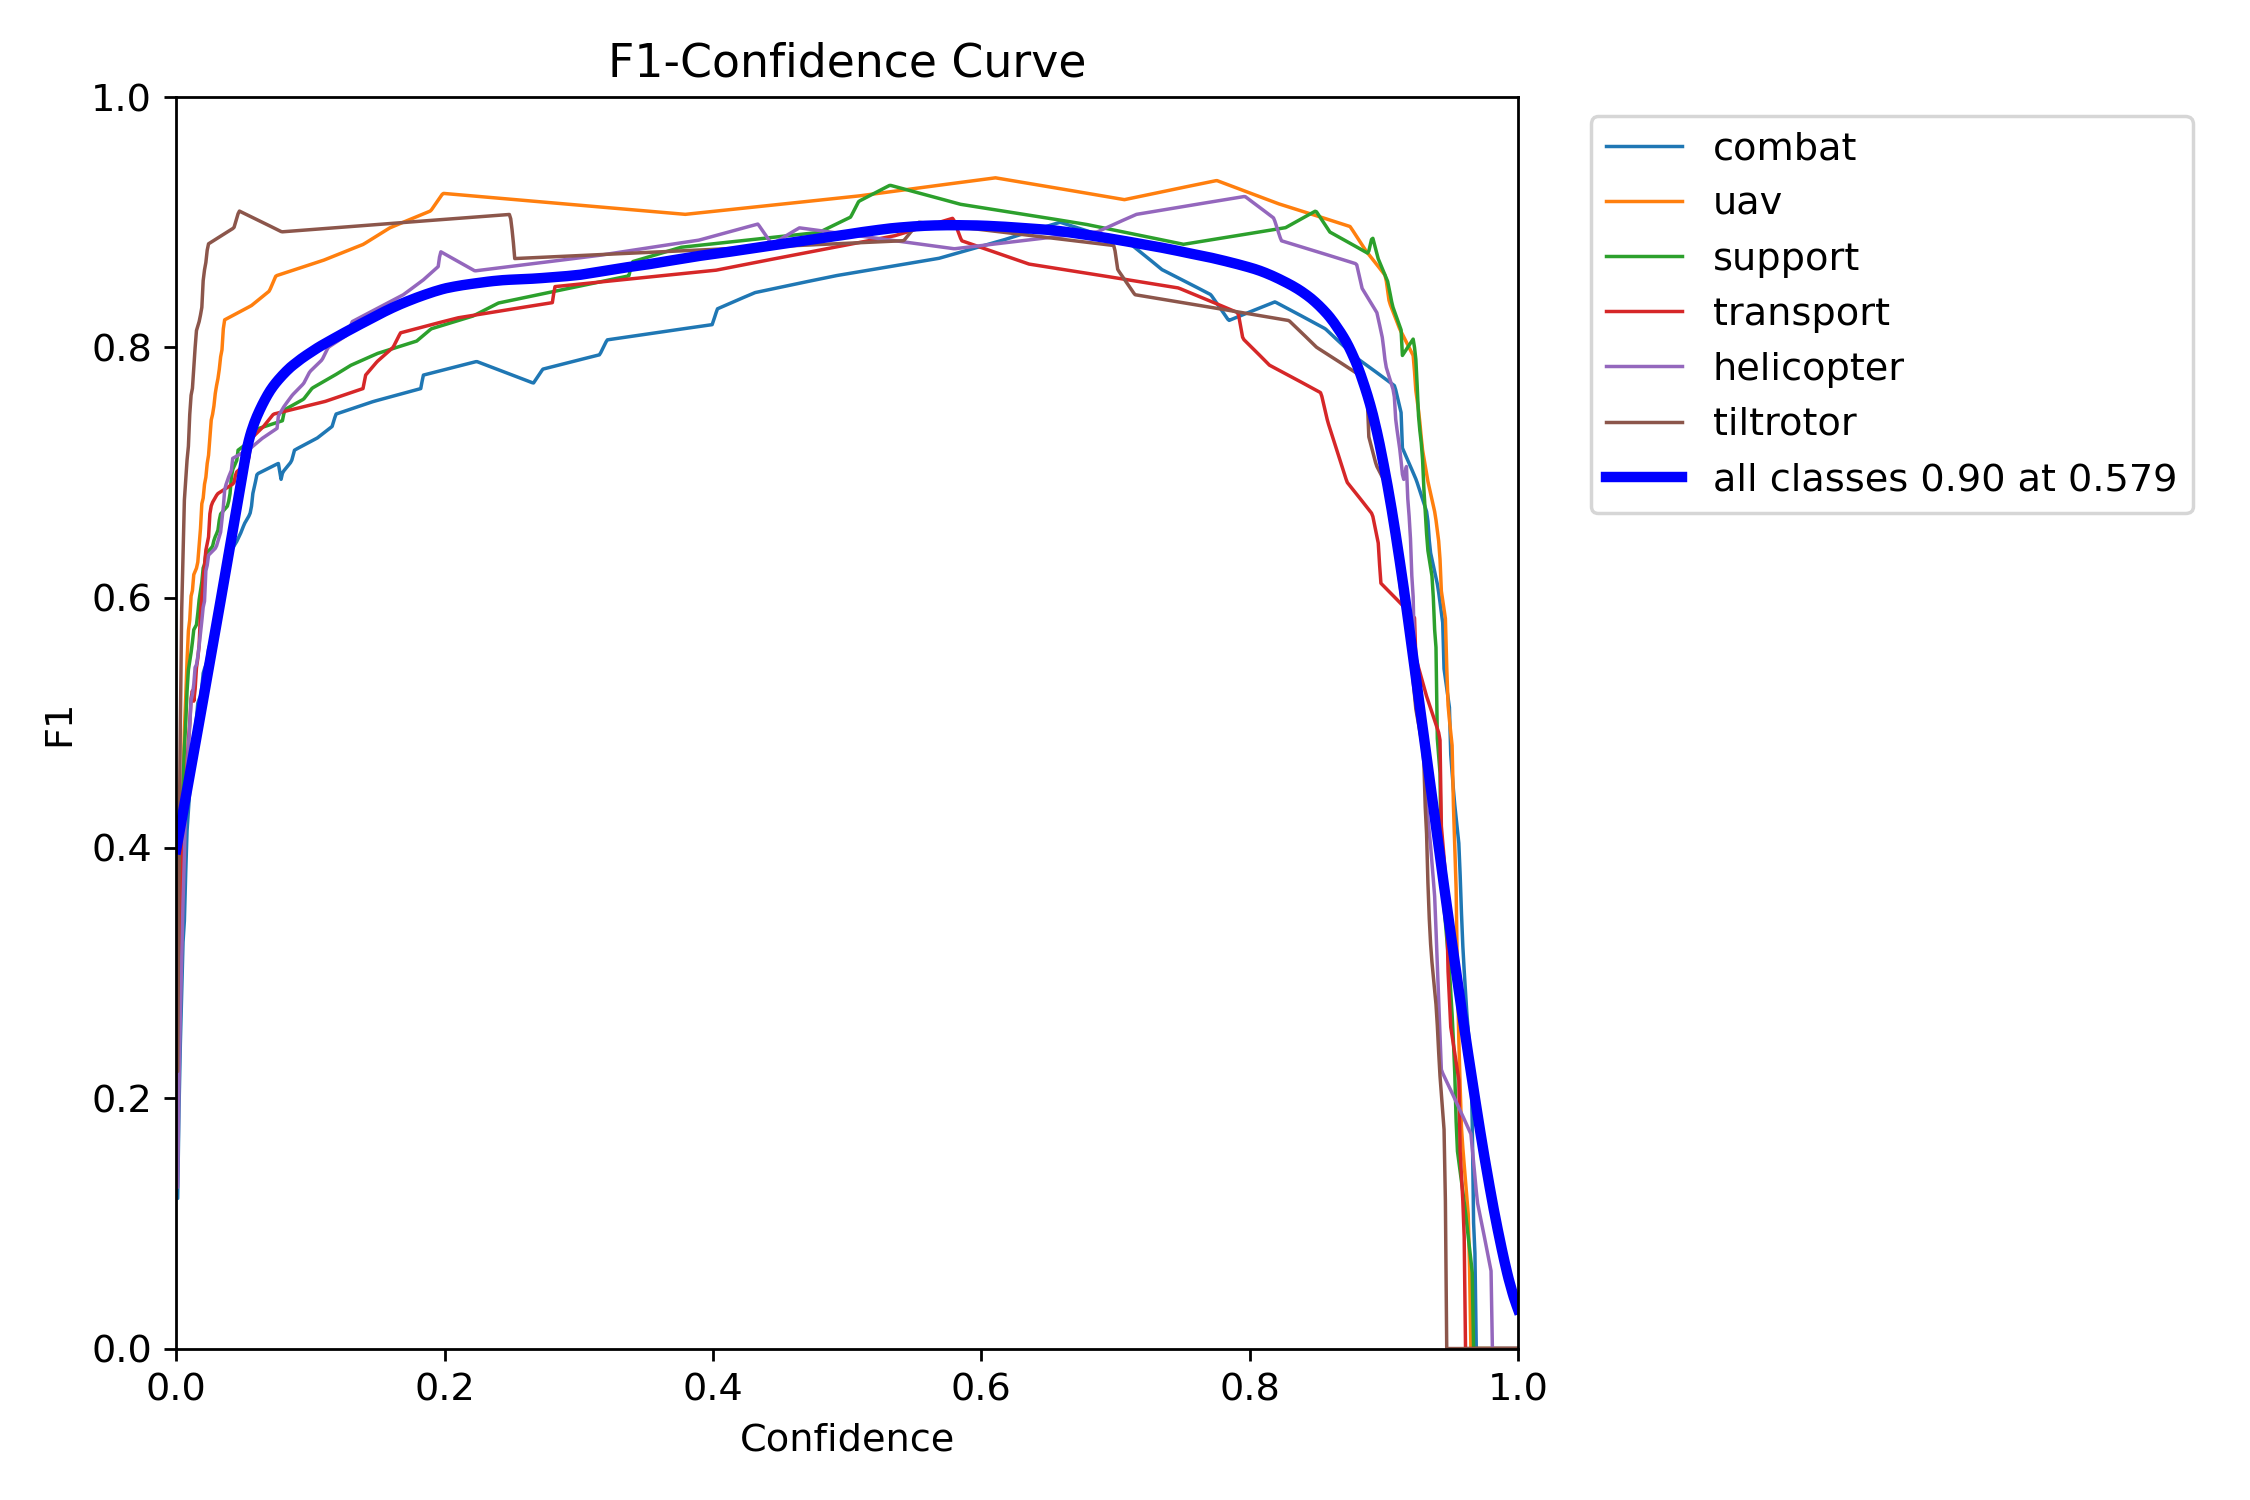 F1-Confidence Curve
1.0
0.8
0.6
0.4
0.2
0.0
F1
0.0 0.2 0.4 0.6 0.8 1.0
Confidence
combat
uav
support
transport
helicopter
tiltrotor
all classes 0.90 at 0.579